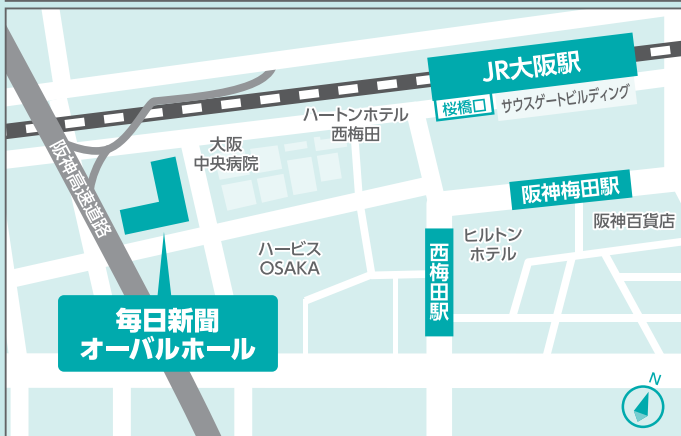 JR大阪駅
桜橋口
サウスゲートビルディング
ハートンホテル
西梅田
大阪
中央病院
阪神高速道路
阪神梅田駅
阪神百貨店
ヒルトン
ホテル
西梅田駅
ハービス
OSAKA
毎日新聞
オーバルホール
N